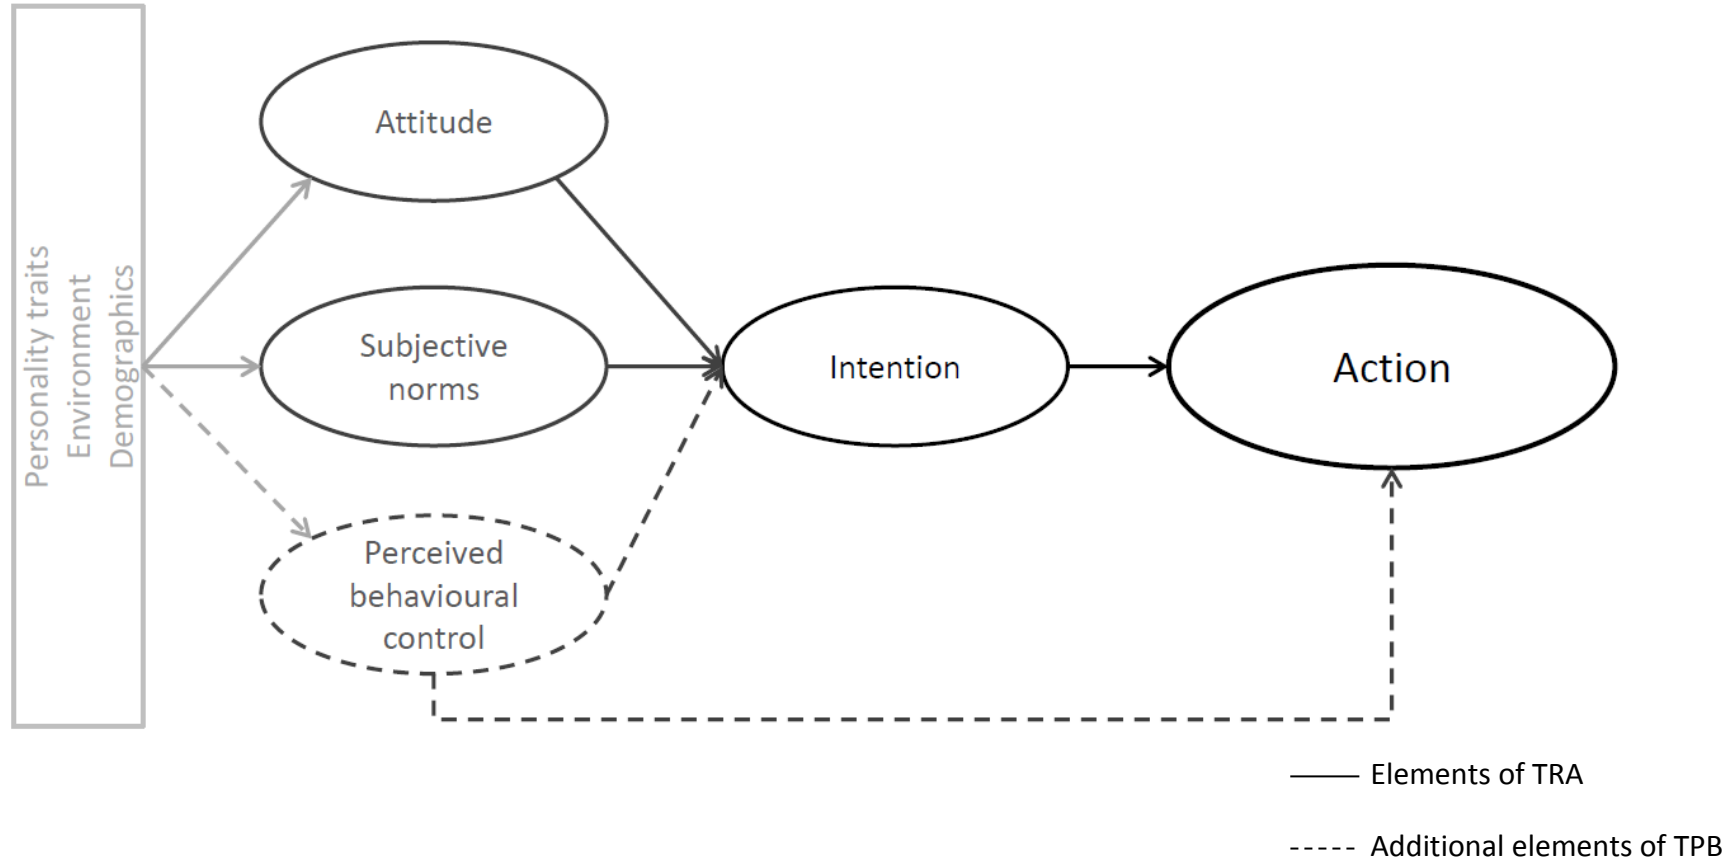 Personality traits
Environment
Demographics
Attitude
Subjective
norms
Perceived
behavioural
control
Intention
Action
Elements of TRA
Additional elements of TPB